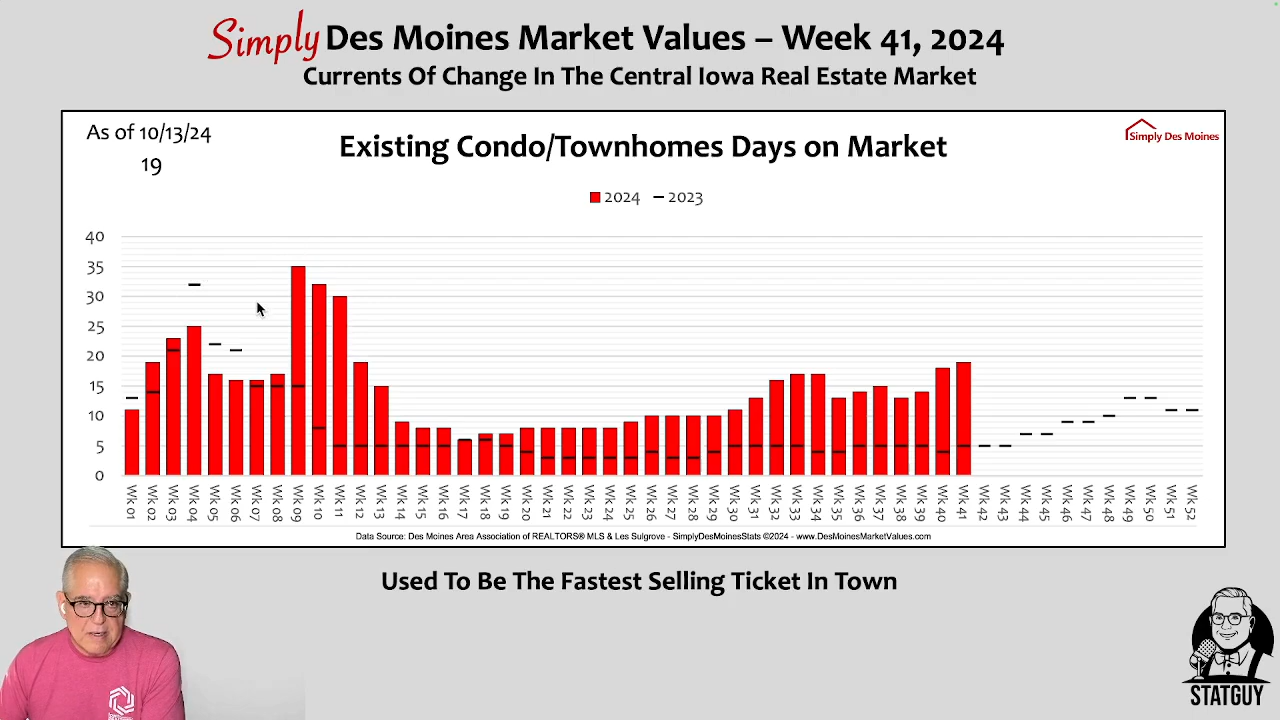 Simply Des Moines Market Values – Week 41, 2024
Currents Of Change In The Central Iowa Real Estate Market
As of 10/13/24
19
Existing Condo/Townhomes Days on Market
Simply Des Moines
2024 2023
40
35
30
25
20
15
10
5
0
Wk 01 Wk 02 Wk 03 Wk 04 Wk 05 Wk 06 Wk 07 Wk 08 Wk 09 Wk 10 Wk 11 Wk 12 Wk 13 Wk 14 Wk 15 Wk 16 Wk 17 Wk 18 Wk 19 Wk 20 Wk 21 Wk 22 Wk 23 Wk 24 Wk 25 Wk 26 Wk 27 Wk 28 Wk 29 Wk 30 Wk 31 Wk 32 Wk 33 Wk 34 Wk 35 Wk 36 Wk 37 Wk 38 Wk 39 Wk 40 Wk 41 Wk 42 Wk 43 Wk 44 Wk 45 Wk 46 Wk 47 Wk 48 Wk 49 Wk 50 Wk 51 Wk 52
Data Source: Des Moines Area Association of REALTORS® MLS & Les Sulgrove - SimplyDesMoinesStats ©2024 - www.DesMoinesMarketValues.com
Used To Be The Fastest Selling Ticket In Town
STATGUY